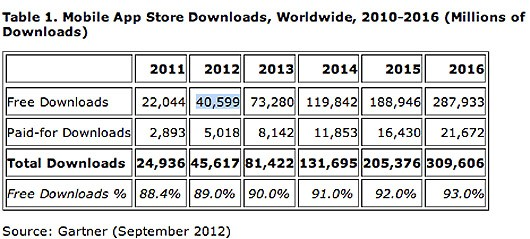 Table 1. Mobile App Store Downloads, Worldwide, 2010-2016 (Millions of
Downloads)
2011 2012 2013 2014 2015 2016
Free Downloads 22,044 40,599 73,280 119,842 188,946 287,933
Paid-for Downloads 2,893 5,018 8,142 11,853 16,430 21,672
Total Downloads 24,936 45,617 81,422 131,695 205,376 309,606
Free Downloads % 88.4% 89.0% 90.0% 91.0% 92.0% 93.0%
Source: Gartner (September 2012)